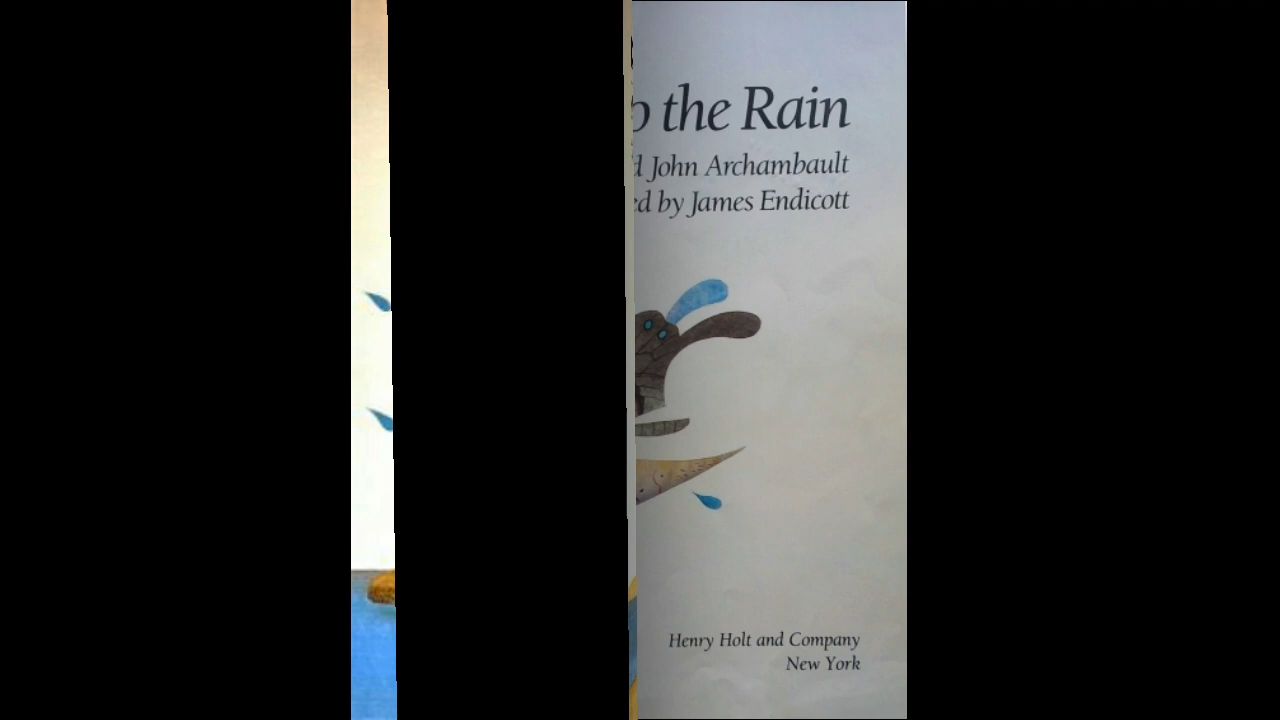 the Rain
John Archambault
by James Endicott
Henry Holt and Company
New York